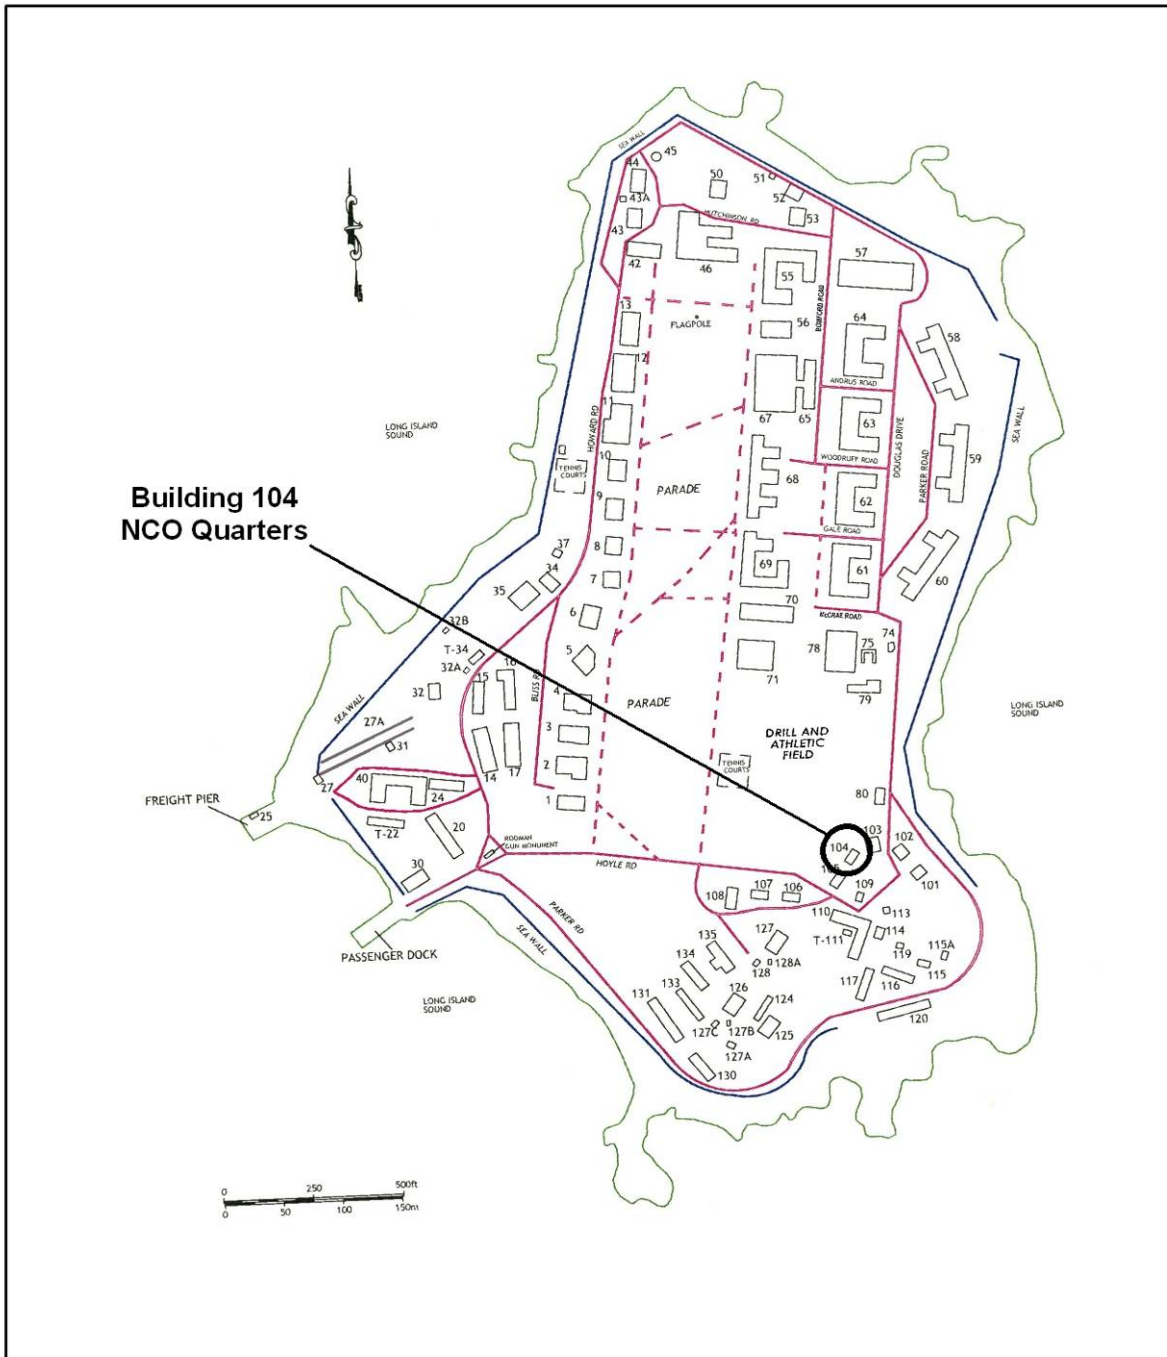 SEA WALL
45
44
50
51
43A
52
53
HUTCHINSON RD
43
42
46
55
57
BOMFORD ROAD
13
FLAGPOLE
56
64
58
12
ANDRUS ROAD
67
65
11
63
LONG ISLAND
SOUND
HOWARD RD
DOUGLAS DRIVE
SEA WALL
WOODRUFF ROAD
59
TENNIS
COURTS
10
68
PARKER ROAD
PARADE
9
62
Building 104
NCO Quarters
GALE ROAD
37
8
34
69
61
60
7
35
70
6
McCRAE ROAD
32B
74
T-34
78
75
5
32A
16
15
71
32
BLISS RD
4
79
SEA WALL
PARADE
LONG ISLAND
SOUND
27A
3
DRILL AND
ATHLETIC
FIELD
31
2
TENNIS
COURTS
14
17
27
40
24
80
FREIGHT PIER
1
25
T-22
20
RODMAN
GUN MONUMENT
103
102
104
HOYLE RD
105
101
30
107
106
109
108
PARKER RD
110
113
SEA WALL
127
T-111
114
135
119
115A
PASSENGER DOCK
134
128A
128
115
117
116
LONG ISLAND
SOUND
131
133
126
124
120
127C
127B
125
127A
130
0
250
500ft
0
50
100
150m